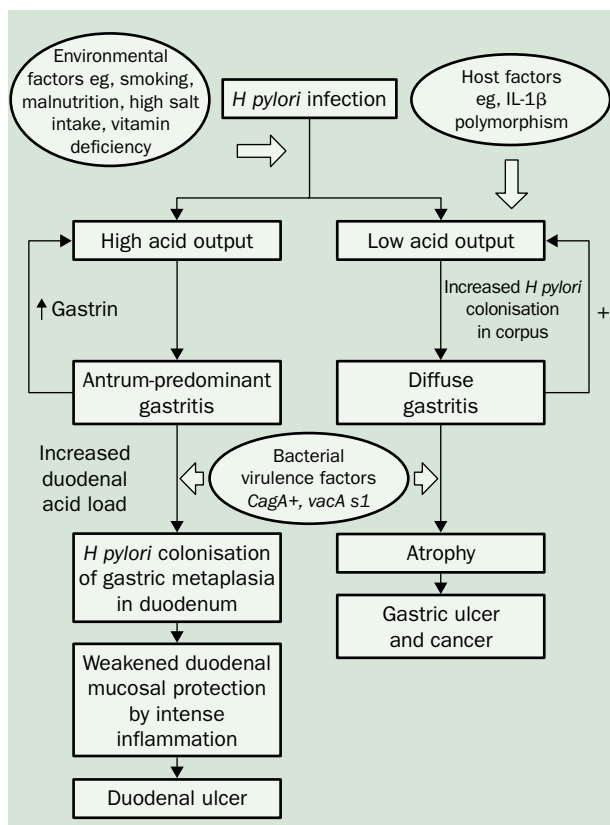 Environmental
factors eg, smoking,
malnutrition, high salt
intake, vitamin
deficiency
H pylori infection
Host factors
eg, IL-1β
polymorphism
High acid output
Low acid output
↑ Gastrin
Increased H pylori
colonisation
in corpus
+
Antrum-predominant
gastritis
Diffuse
gastritis
Increased
duodenal
acid load
Bacterial
virulence factors
CagA+, vacA s1
H pylori colonisation
of gastric metaplasia
in duodenum
Atrophy
Gastric ulcer
and cancer
Weakened duodenal
mucosal protection
by intense
inflammation
Duodenal ulcer